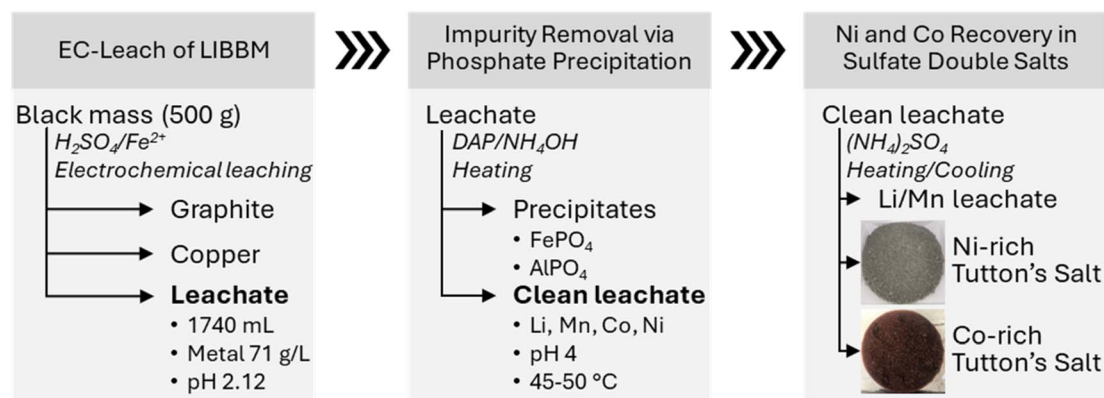 EC-Leach of LIBBM
Black mass (500 g)
H₂SO₄/Fe²⁺
Electrochemical leaching
Graphite
Copper
Leachate
• 1740 mL
• Metal 71 g/L
• pH 2.12
Impurity Removal via
Phosphate Precipitation
Leachate
DAP/NH₄OH
Heating
Precipitates
• FePO₄
• AlPO₄
Clean leachate
• Li, Mn, Co, Ni
• pH 4
• 45-50 °C
Ni and Co Recovery in
Sulfate Double Salts
Clean leachate
(NH₄)₂SO₄
Heating/Cooling
Li/Mn leachate
Ni-rich
Tutton's Salt
Co-rich
Tutton's Salt